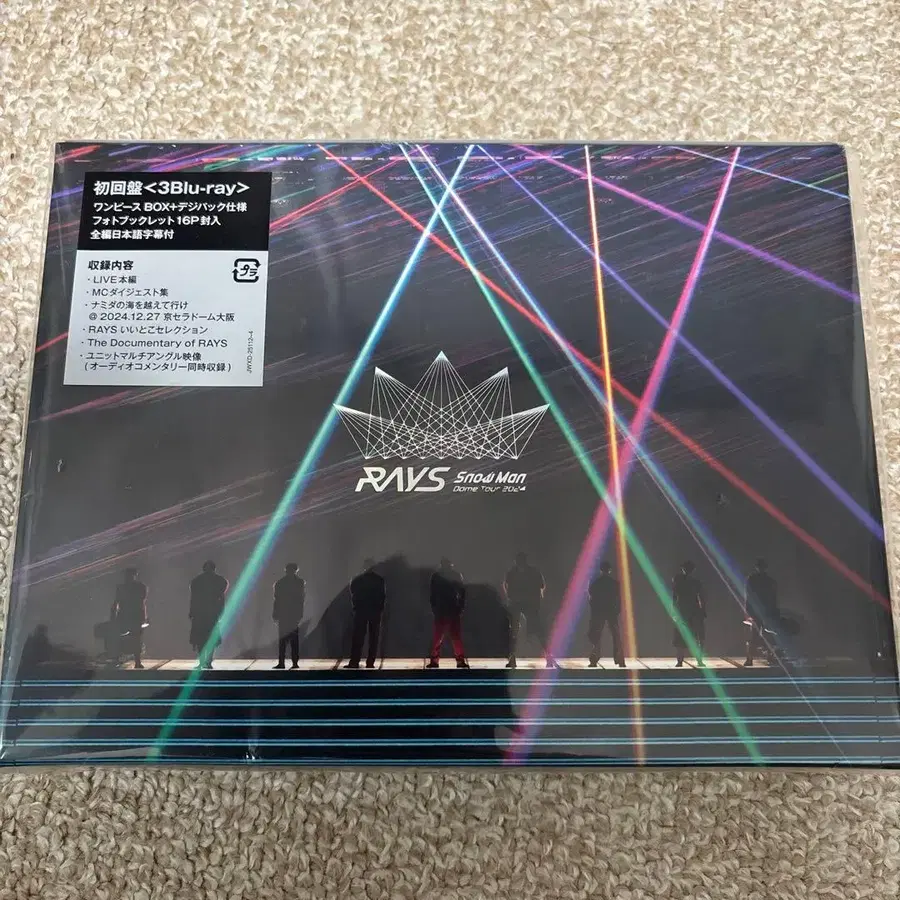 初回盤<3Blu-ray>
ワンピースBOX+デジパック仕様
フォトブックレット16P封入
全編日本語字幕付
収録内容
プラ
・LIVE本編
・MCダイジェスト集
・ナミダの海を越えて行け
@ 2024.12.27 京セラドーム大阪
・RAYS いいとこセレクション
・The Documentary of RAYS
・ユニットマルチアングル映像
(オーディオコメンタリー同時収録)
JWXD-25112-T
RAYS Snow Man
Dome Tour 2024